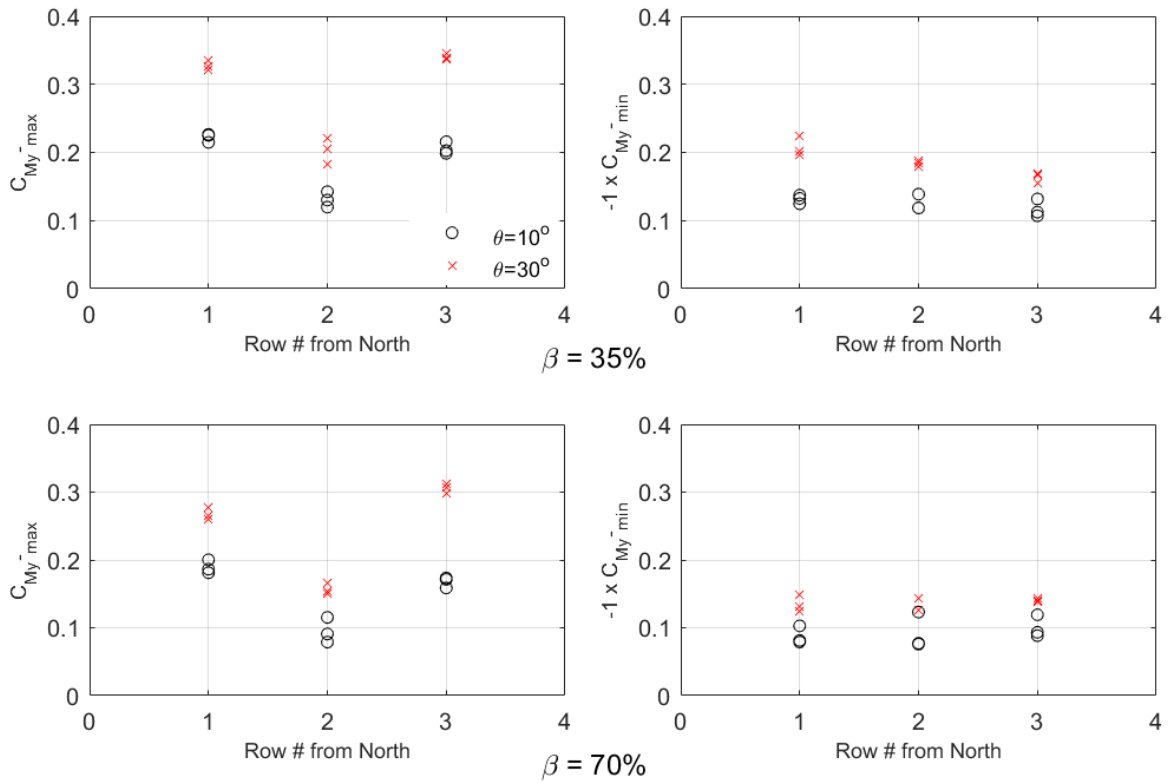 0.4
0.3
0.2
0.1
0
C_My-max
θ=10°
θ=30°
0 1 2 3 4
Row # from North
0.4
0.3
0.2
0.1
0
-1 x C_My-min
0 1 2 3 4
Row # from North
β = 35%
0.4
0.3
0.2
0.1
0
C_My-max
0 1 2 3 4
Row # from North
0.4
0.3
0.2
0.1
0
-1 x C_My-min
0 1 2 3 4
Row # from North
β = 70%